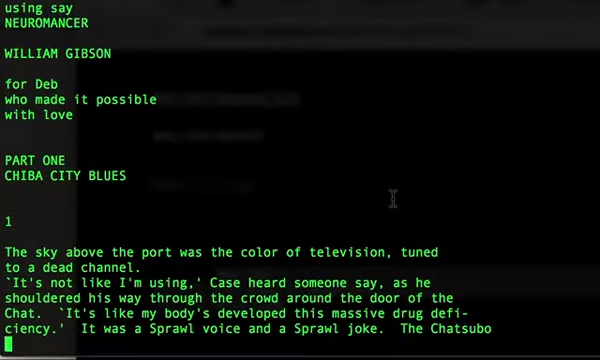 using say
NEUROMANCER
WILLIAM GIBSON
for Deb
who made it possible
with love
PART ONE
CHIBA CITY BLUES
1
The sky above the port was the color of television, tuned
to a dead channel.
`It's not like I'm using,' Case heard someone say, as he
shouldered his way through the crowd around the door of the
Chat.  `It's like my body's developed this massive drug defi-
ciency.'  It was a Sprawl voice and a Sprawl joke.  The Chatsubo